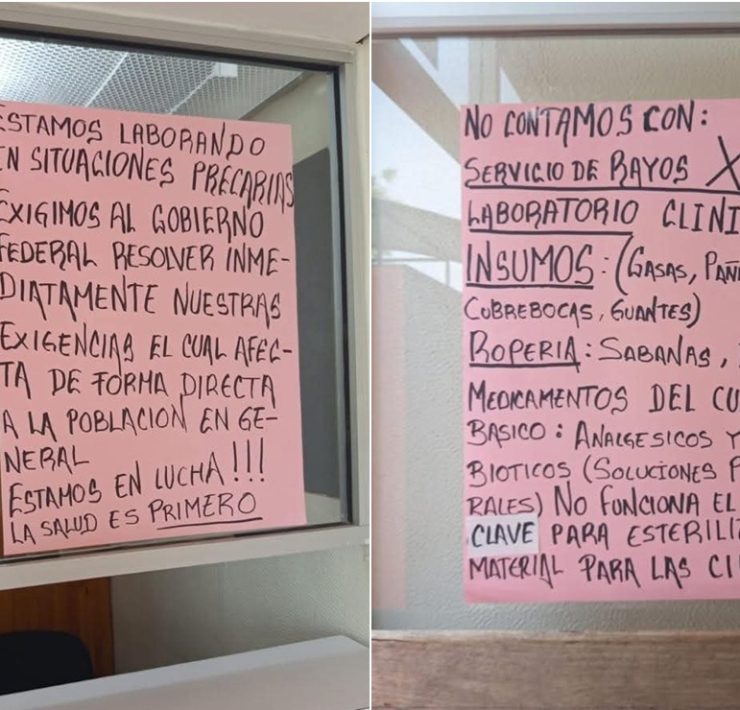 ESTAMOS LABORANDO
EN SITUACIONES PRECARIAS
EXIGIMOS AL GOBIERNO
FEDERAL RESOLVER INME-
DIATAMENTE NUESTRAS
EXIGENCIAS EL CUAL AFEC-
TA DE FORMA DIRECTA
A LA POBLACION EN GE-
NERAL
ESTAMOS EN LUCHA!!!
LA SALUD ES PRIMERO
NO CONTAMOS CON:
SERVICIO DE RAYOS X
LABORATORIO CLINI
INSUMOS: (GASAS, PAÑ
CUBREBOCAS, GUANTES)
ROPERIA: SABANAS,
MEDICAMENTOS DEL CU
BASICO: ANALGESICOS Y
BIOTICOS (SOLUCIONES P
RALES) NO FUNCIONA EL
CLAVE PARA ESTERILI
MATERIAL PARA LAS CI